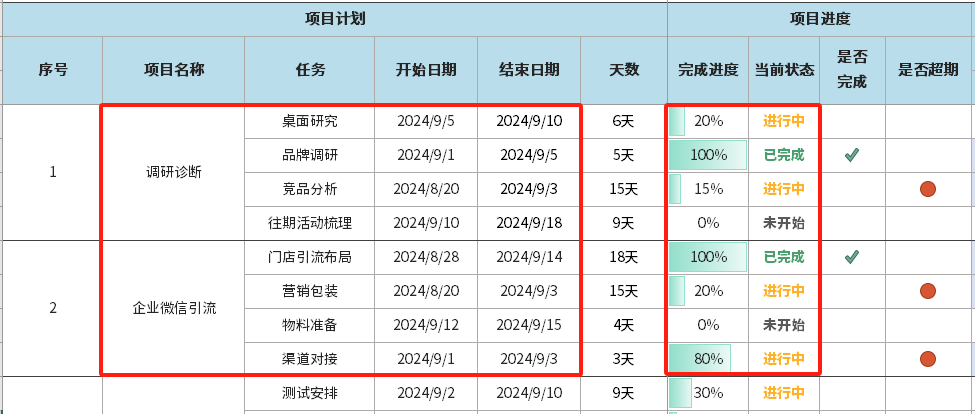 项目计划 项目进度
序号 项目名称 任务 开始日期 结束日期 天数 完成进度 当前状态 是否完成 是否超期
1 调研诊断
桌面研究 2024/9/5 2024/9/10 6天 20% 进行中
品牌调研 2024/9/1 2024/9/5 5天 100% 已完成
竞品分析 2024/8/20 2024/9/3 15天 15% 进行中
往期活动梳理 2024/9/10 2024/9/18 9天 0% 未开始
2 企业微信引流
门店引流布局 2024/8/28 2024/9/14 18天 100% 已完成
营销包装 2024/8/20 2024/9/3 15天 20% 进行中
物料准备 2024/9/12 2024/9/15 4天 0% 未开始
渠道对接 2024/9/1 2024/9/3 3天 80% 进行中
测试安排 2024/9/2 2024/9/10 9天 30% 进行中